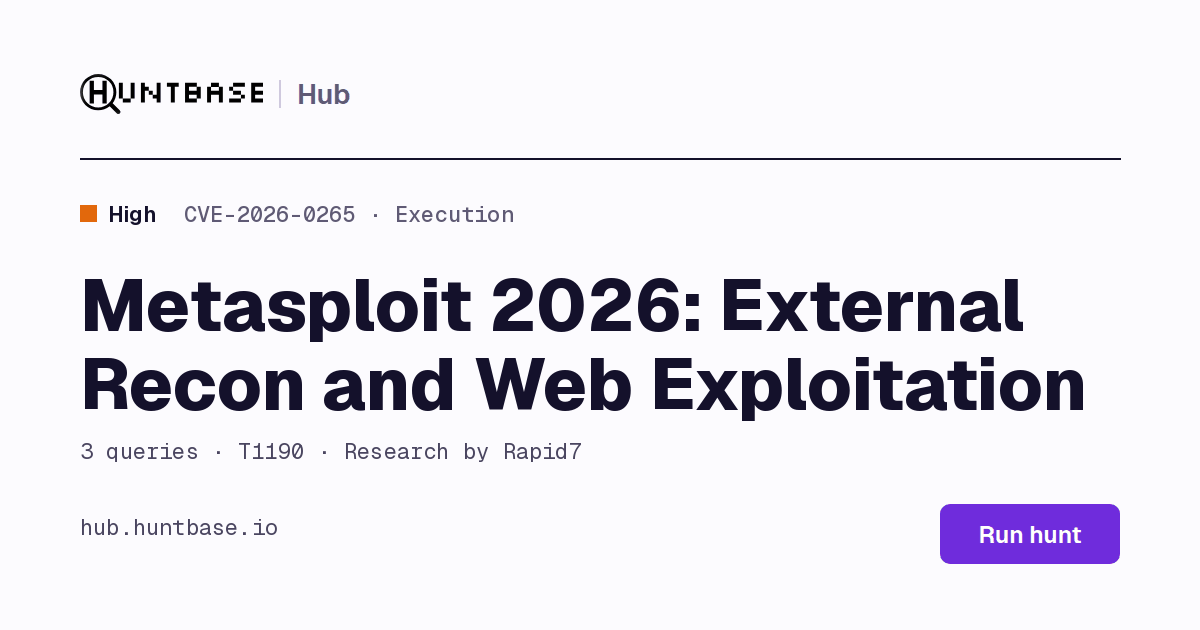 HUNTBASE Hub
High CVE-2026-0265 · Execution
Metasploit 2026: External
Recon and Web Exploitation
3 queries · T1190 · Research by Rapid7
hub.huntbase.io
Run hunt